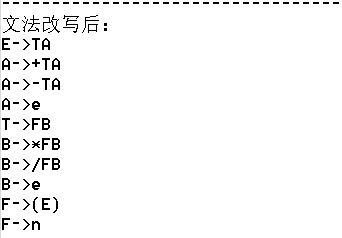 文法改写后：
E->TA
A->+TA
A->-TA
A->e
T->FB
B->*FB
B->/FB
B->e
F->(E)
F->n